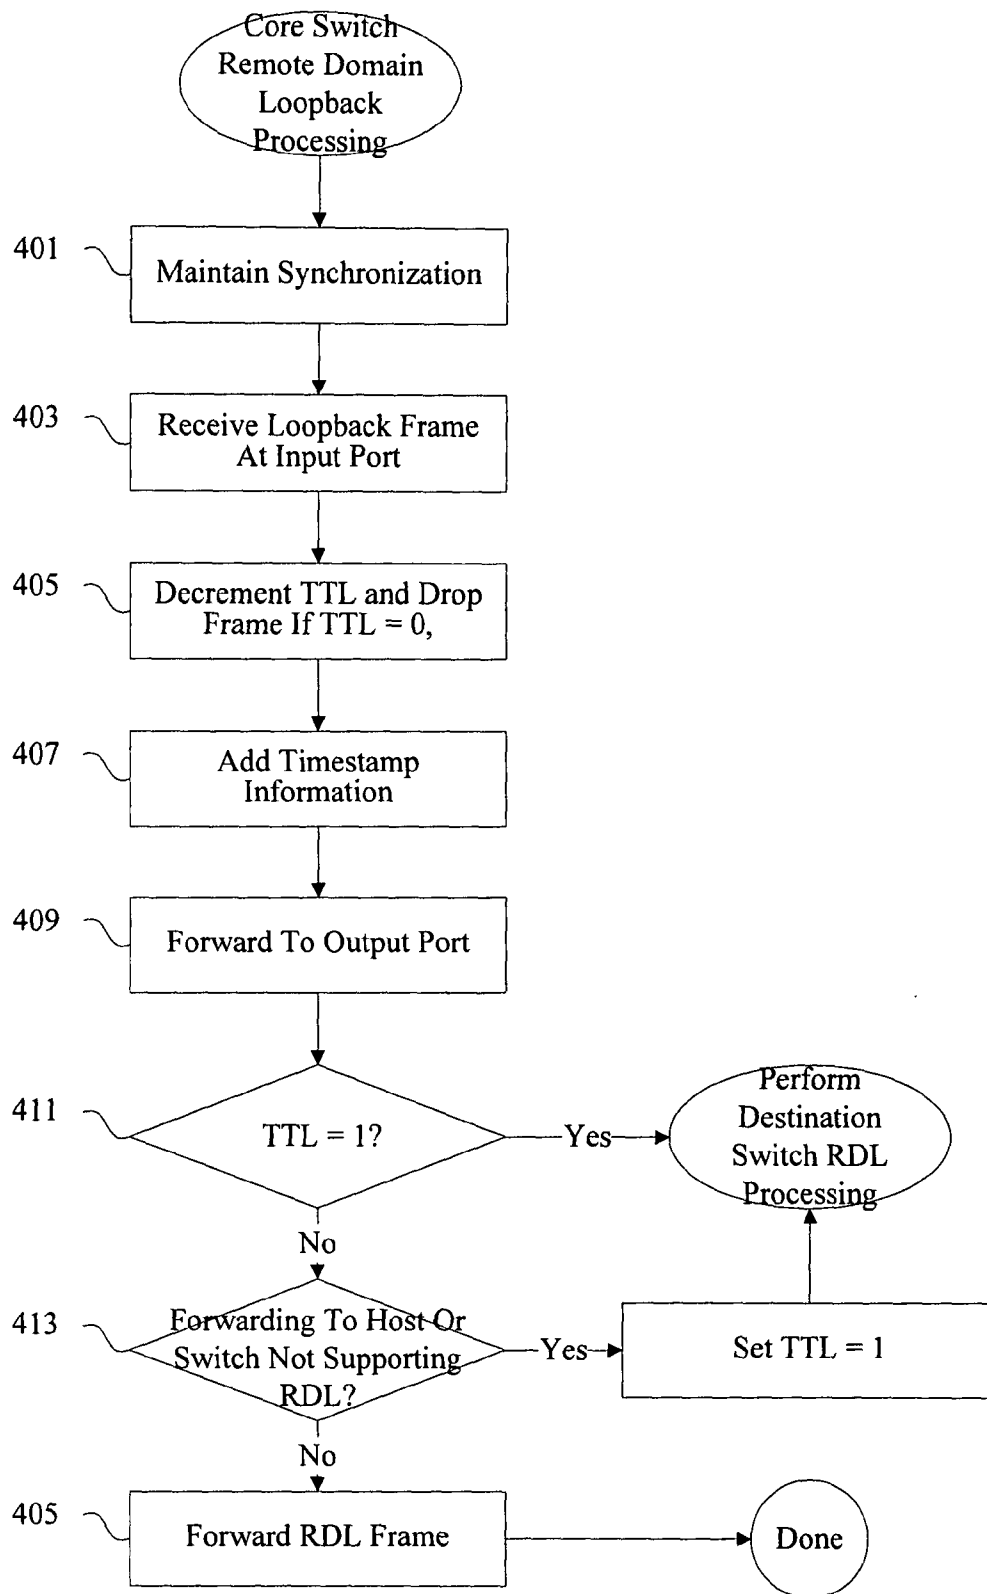 Core Switch
Remote Domain
Loopback
Processing
401
Maintain Synchronization
403
Receive Loopback Frame
At Input Port
405
Decrement TTL and Drop
Frame If TTL = 0,
407
Add Timestamp
Information
409
Forward To Output Port
411
TTL = 1?
Yes
Perform
Destination
Switch RDL
Processing
No
413
Forwarding To Host Or
Switch Not Supporting
RDL?
Yes
Set TTL = 1
No
405
Forward RDL Frame
Done